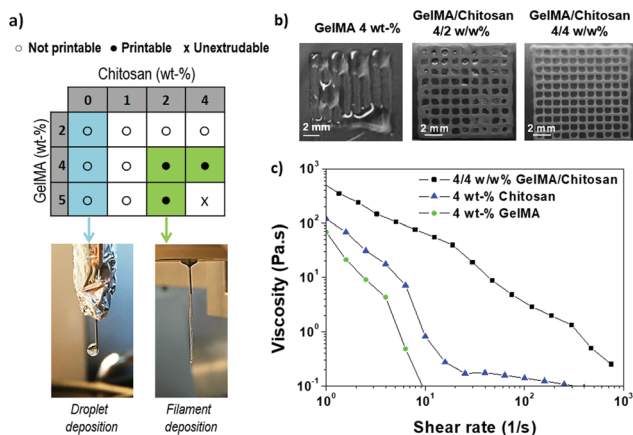 a)
○ Not printable ● Printable x Unextrudable
Chitosan (wt-%)
0 1 2 4
GelMA (wt-%)
2 ○ ○ ○ ○
4 ○ ○ ● ●
5 ○ ○ ● x
Droplet
deposition
Filament
deposition
b)
GelMA 4 wt-%
2 mm
GelMA/Chitosan
4/2 w/w%
2 mm
GelMA/Chitosan
4/4 w/w%
2 mm
c)
4/4 w/w% GelMA/Chitosan
4 wt-% Chitosan
4 wt-% GelMA
Viscosity (Pa.s)
10³
10²
10¹
10⁰
10⁻¹
10⁰ 10¹ 10² 10³
Shear rate (1/s)